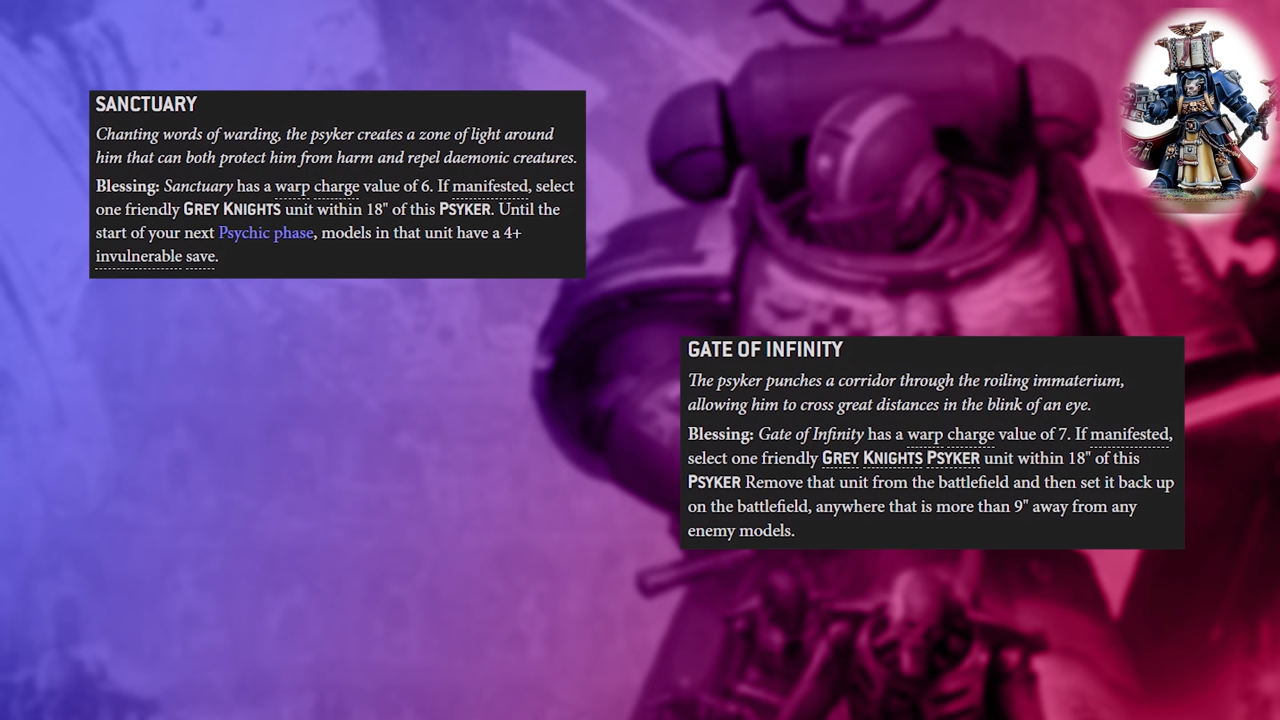 SANCTUARY
Chanting words of warding, the psyker creates a zone of light around
him that can both protect him from harm and repel daemonic creatures.
Blessing: Sanctuary has a warp charge value of 6. If manifested, select
one friendly GREY KNIGHTS unit within 18" of this PSYKER. Until the
start of your next Psychic phase, models in that unit have a 4+
invulnerable save.
GATE OF INFINITY
The psyker punches a corridor through the roiling immaterium,
allowing him to cross great distances in the blink of an eye.
Blessing: Gate of Infinity has a warp charge value of 7. If manifested,
select one friendly GREY KNIGHTS PSYKER unit within 18" of this
PSYKER Remove that unit from the battlefield and then set it back up
on the battlefield, anywhere that is more than 9" away from any
enemy models.